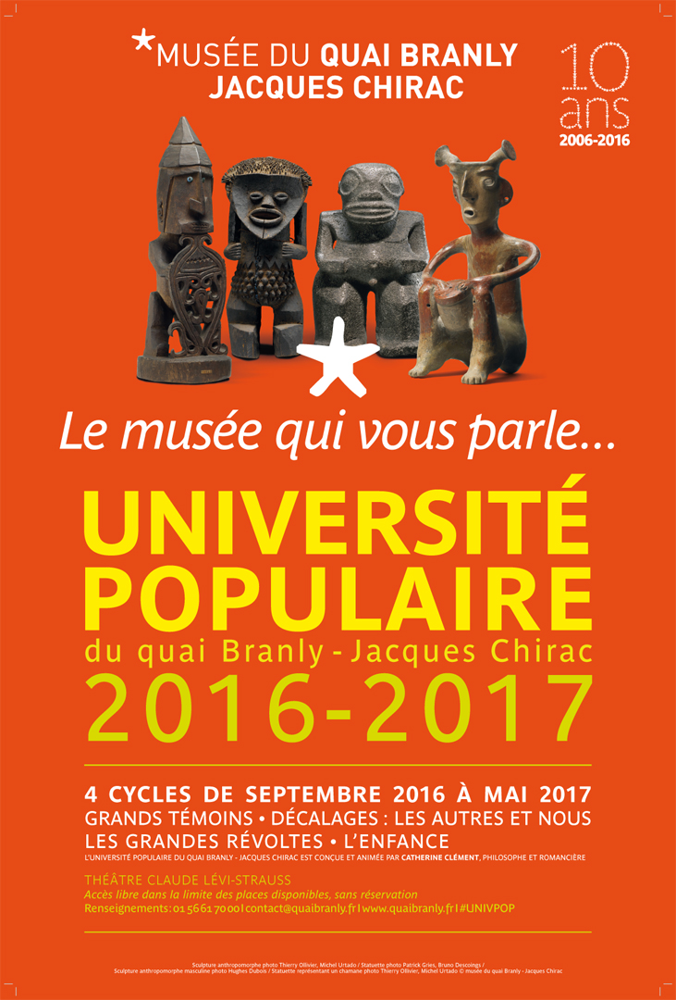 MUSÉE DU QUAI BRANLY
JACQUES CHIRAC
10
ans
2006-2016
Le musée qui vous parle...
UNIVERSITÉ
POPULAIRE
du quai Branly - Jacques Chirac
2016-2017
4 CYCLES DE SEPTEMBRE 2016 À MAI 2017
GRANDS TÉMOINS • DÉCALAGES : LES AUTRES ET NOUS
LES GRANDES RÉVOLTES • L'ENFANCE
L'UNIVERSITÉ POPULAIRE DU QUAI BRANLY - JACQUES CHIRAC EST CONÇUE ET ANIMÉE PAR CATHERINE CLÉMENT, PHILOSOPHE ET ROMANCIÈRE
THÉÂTRE CLAUDE LÉVI-STRAUSS
Accès libre dans la limite des places disponibles, sans réservation
Renseignements: 01 56 61 70 00 I contact@quaibranly.fr I www.quaibranly.fr I #UNIVPOP
Sculpture anthropomorphe photo Thierry Ollivier, Michel Urtado / Statuette photo Patrick Gries, Bruno Descoings /
Sculpture anthropomorphe masculine photo Hughes Dubois / Statuette représentant un chamane photo Thierry Ollivier, Michel Urtado © musée du quai Branly - Jacques Chirac